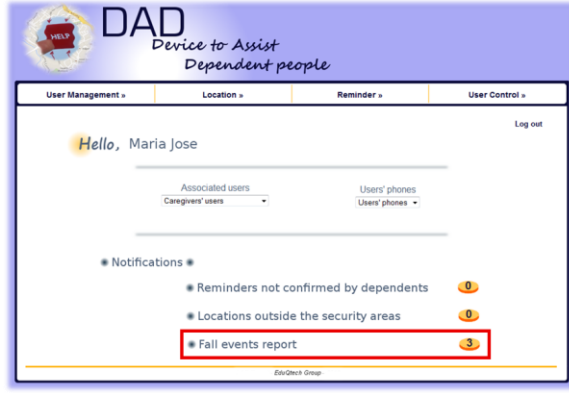 HELP
DAD
Device to Assist
Dependent people
User Management » Location » Reminder » User Control »
Log out
Hello, Maria Jose
Associated users Users' phones
Caregivers' users Users' phones
Notifications
Reminders not confirmed by dependents 0
Locations outside the security areas 0
Fall events report 3
EduQtech Group